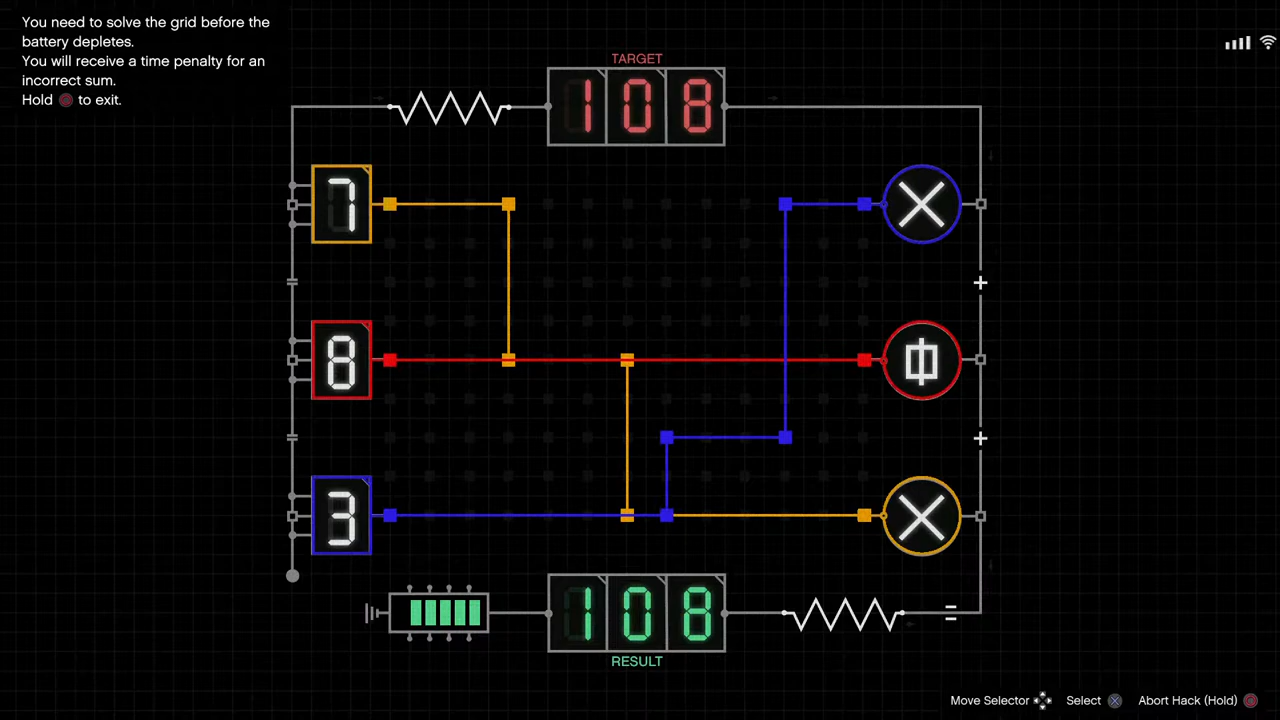 You need to solve the grid before the
battery depletes.
You will receive a time penalty for an
incorrect sum.
Hold to exit.
TARGET
108
7
8
3
+
+
=
108
RESULT
Move Selector Select Abort Hack (Hold)